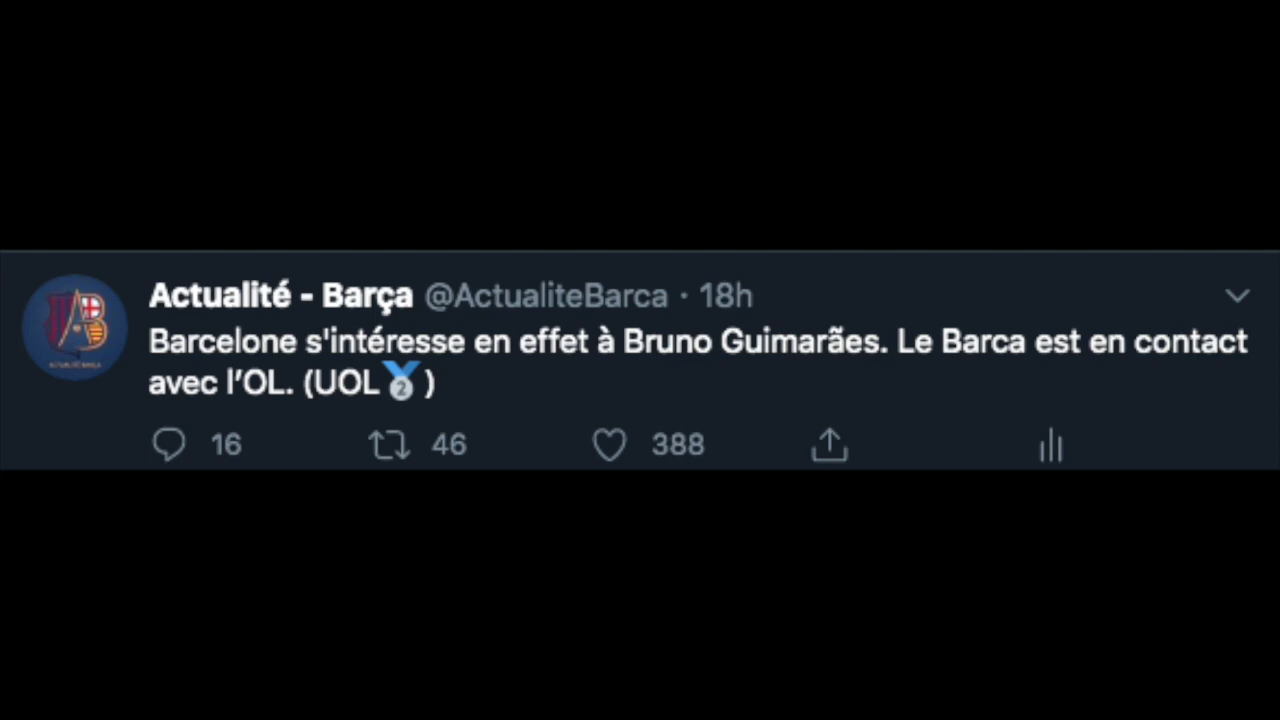 Actualité - Barça @ActualiteBarca · 18h
Barcelone s'intéresse en effet à Bruno Guimarães. Le Barca est en contact
avec l’OL. (UOL🥈)
16 46 388